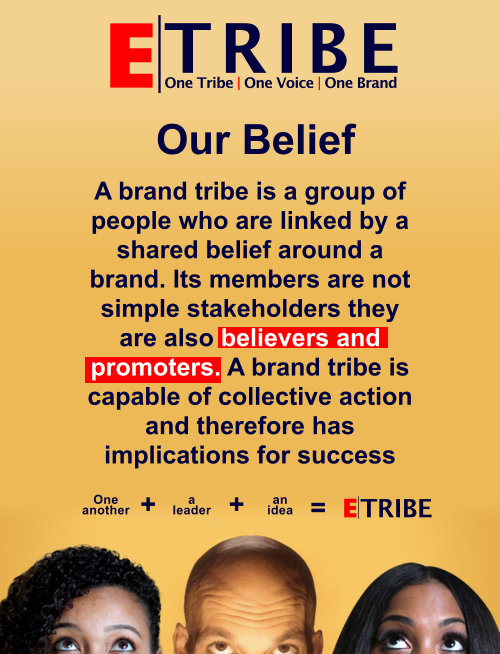 E|TRIBE
One Tribe | One Voice | One Brand
Our Belief
A brand tribe is a group of
people who are linked by a
shared belief around a
brand. Its members are not
simple stakeholders they
are also believers and
promoters. A brand tribe is
capable of collective action
and therefore has
implications for success
One another + a leader + an idea = E|TRIBE